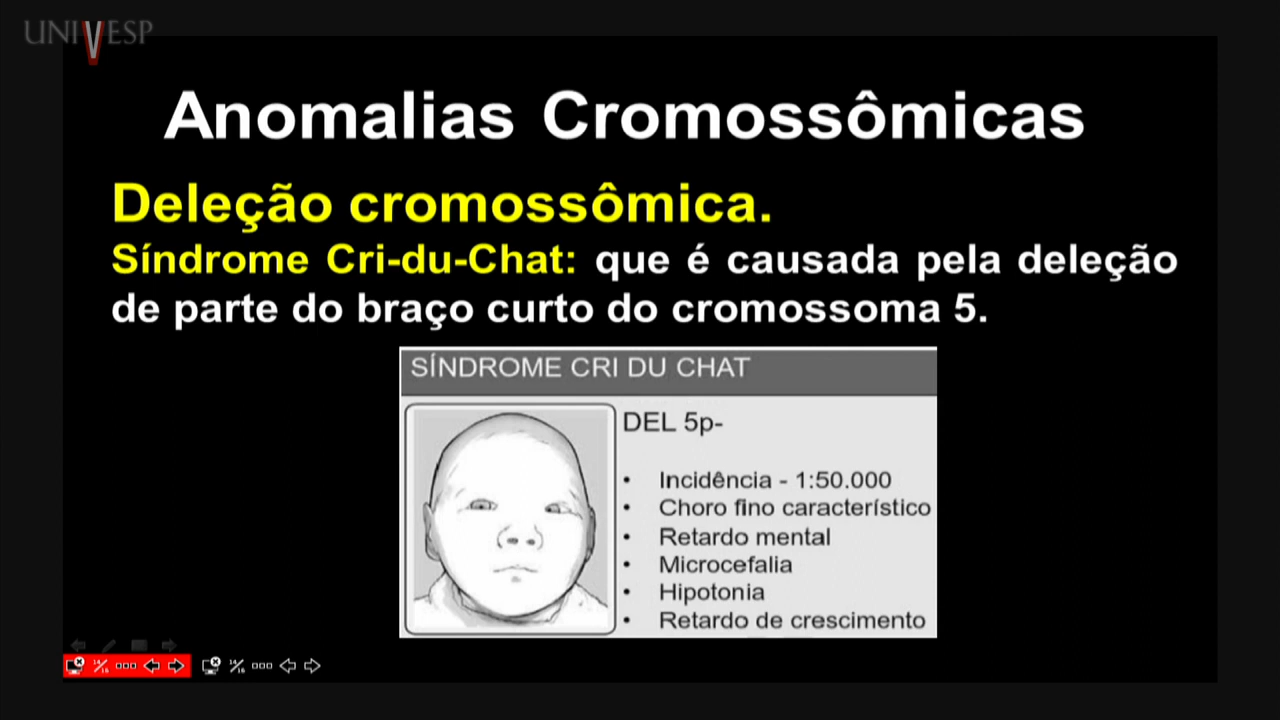 UNIVESP
Anomalias Cromossômicas
Deleção cromossômica.
Síndrome Cri-du-Chat: que é causada pela deleção
de parte do braço curto do cromossoma 5.
SÍNDROME CRI DU CHAT
DEL 5p-
• Incidência - 1:50.000
• Choro fino característico
• Retardo mental
• Microcefalia
• Hipotonia
• Retardo de crescimento